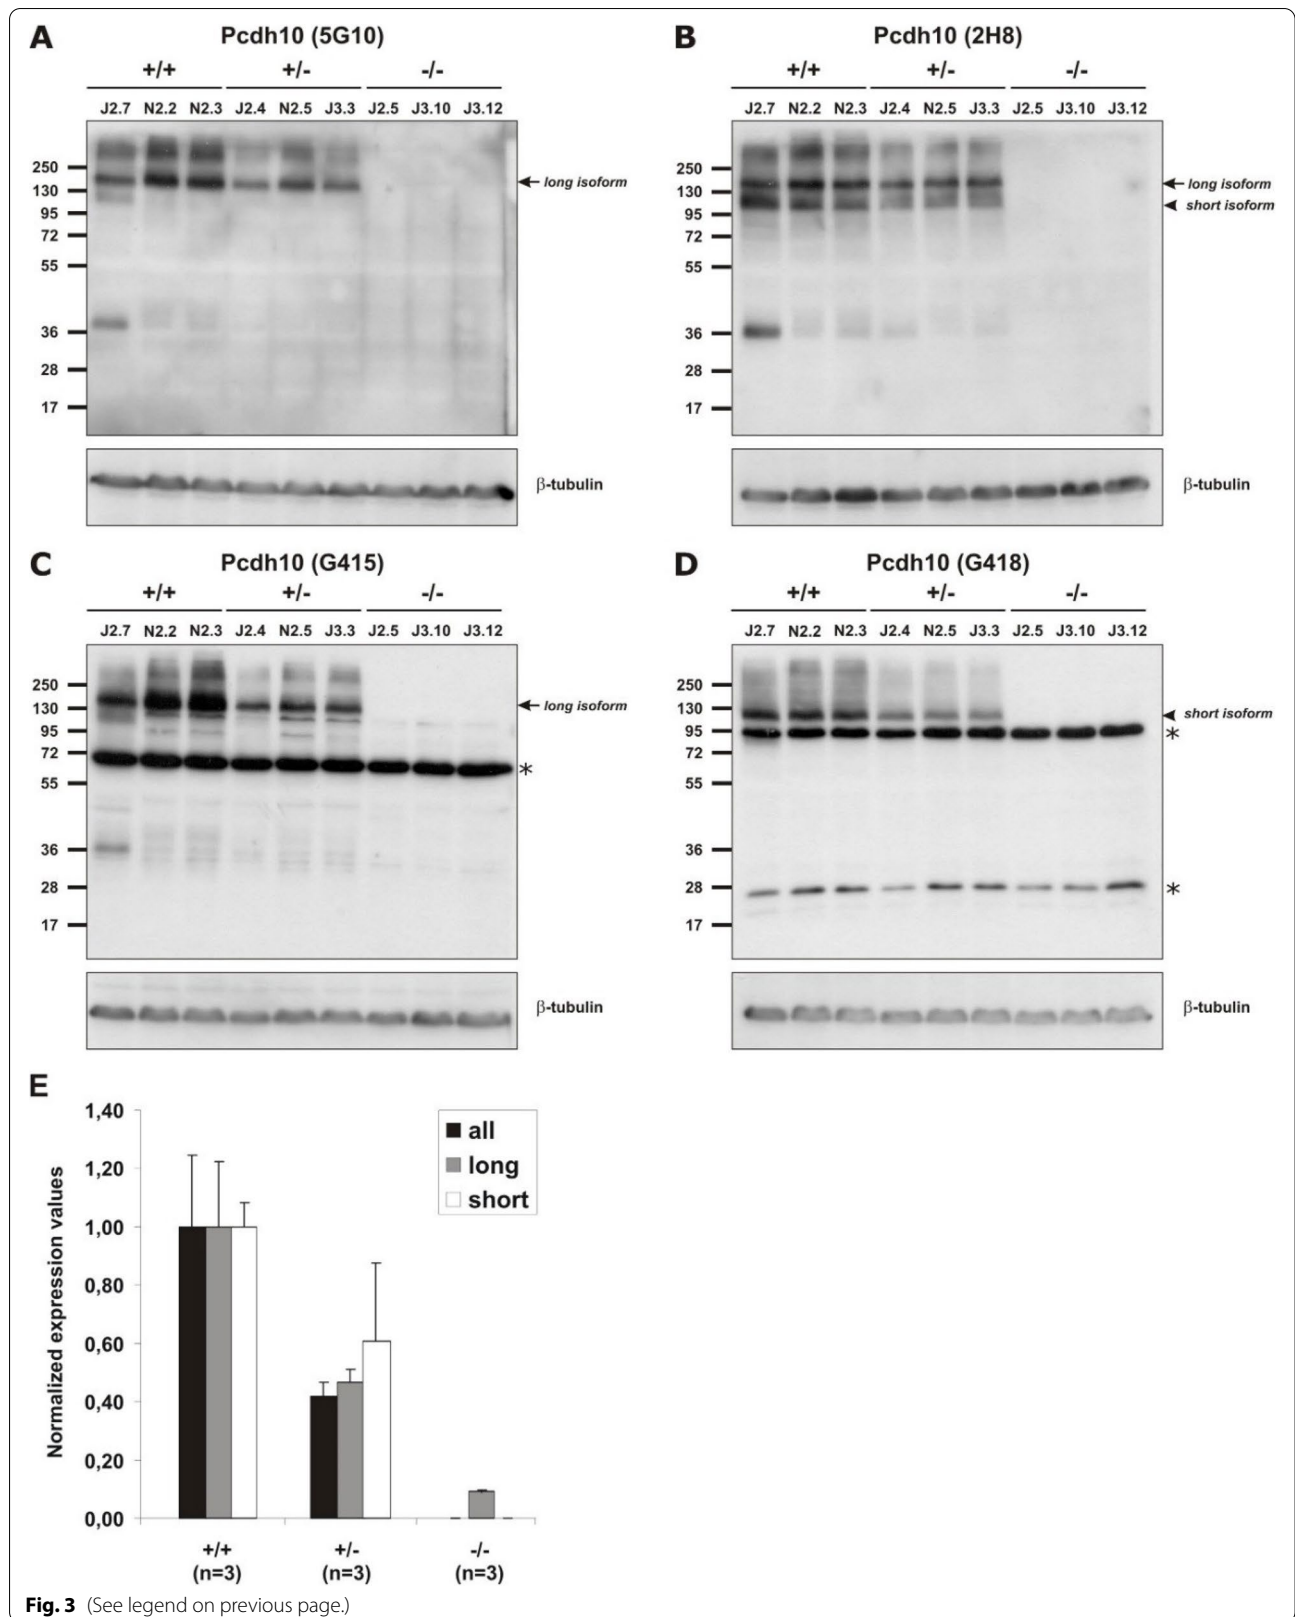 A
Pcdh10 (5G10)
+/+ +/- -/-
J2.7 N2.2 N2.3 J2.4 N2.5 J3.3 J2.5 J3.10 J3.12
250
130
95
72
55
36
28
17
long isoform
β-tubulin
B
Pcdh10 (2H8)
+/+ +/- -/-
J2.7 N2.2 N2.3 J2.4 N2.5 J3.3 J2.5 J3.10 J3.12
250
130
95
72
55
36
28
17
long isoform
short isoform
β-tubulin
C
Pcdh10 (G415)
+/+ +/- -/-
J2.7 N2.2 N2.3 J2.4 N2.5 J3.3 J2.5 J3.10 J3.12
250
130
95
72
55
36
28
17
long isoform
*
β-tubulin
D
Pcdh10 (G418)
+/+ +/- -/-
J2.7 N2.2 N2.3 J2.4 N2.5 J3.3 J2.5 J3.10 J3.12
250
130
95
72
55
36
28
17
short isoform
*
*
β-tubulin
E
Normalized expression values
1,40
1,20
1,00
0,80
0,60
0,40
0,20
0,00
all
long
short
+/+ +/- -/-
(n=3) (n=3) (n=3)
Fig. 3 (See legend on previous page.)